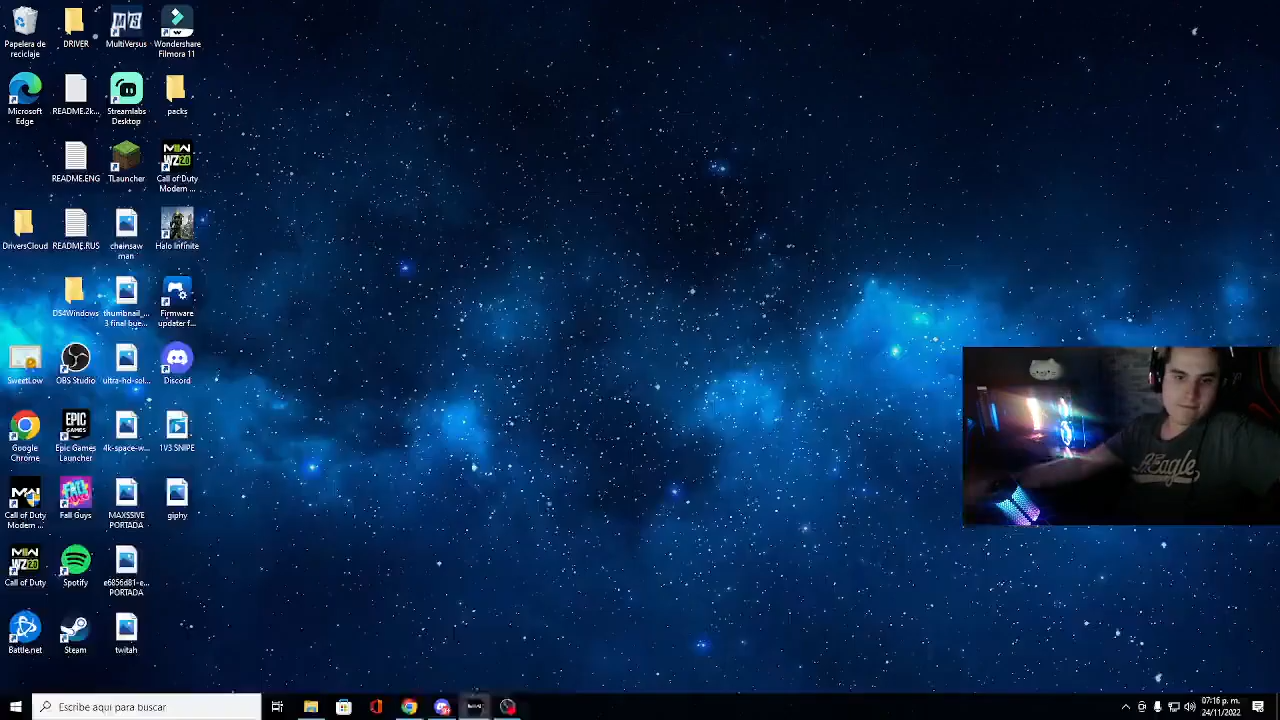 Papelera de
reciclaje
DRIVER
MultiVersus
Wondershare
Filmora 11
Microsoft
Edge
README.2k...
Streamlabs
Desktop
packs
README.ENG
TLauncher
Call of Duty
Modern ...
DriversCloud
README.RUS
chainsaw
man
Halo Infinite
DS4Windows
thumbnail_...
3 final bue...
Firmware
updater f...
SweetLow
OBS Studio
ultra-hd-sol...
Discord
Google
Chrome
Epic Games
Launcher
4k-space-w...
1V3 SNIPE
Call of Duty
Modern ...
Fall Guys
MAXSSIVE
PORTADA
giphy
Call of Duty
Spotify
e6856d81-e...
PORTADA
Battle.net
Steam
twitah
Eagle
Escribe aquí para buscar
07:16 p. m.
24/11/2022